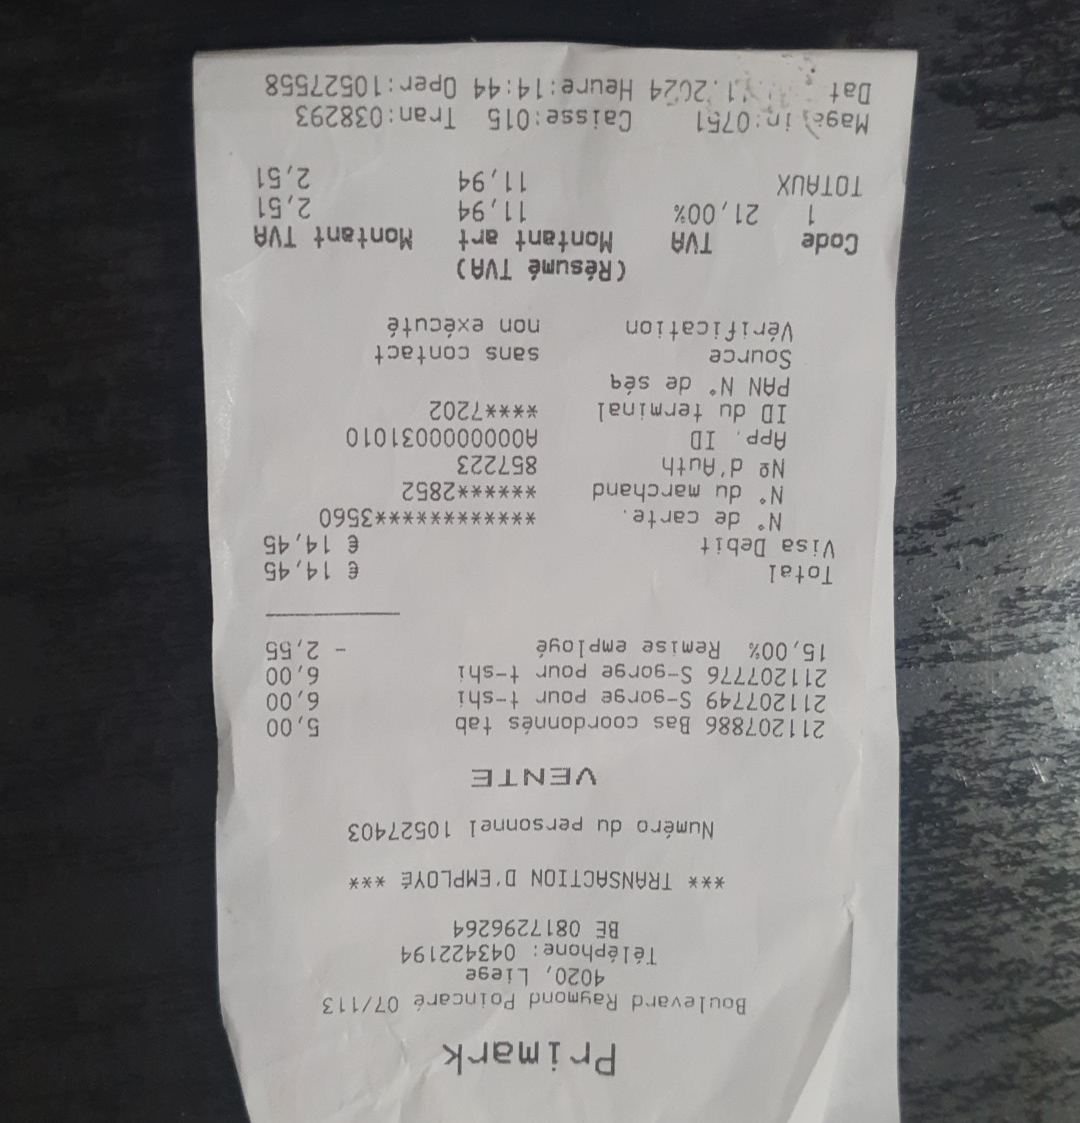 Primark
Boulevard Raymond Poincaré 07/113
4020, Liege
Téléphone: 043422194
BE 0817296264
*** TRANSACTION D'EMPLOYÉ ***
Numéro du personnel 10527403
VENTE
211207886 Bas coordonnés tab 5,00
211207749 S-gorge pour t-shi 6,00
211207776 S-gorge pour t-shi 6,00
15,00% Remise employé - 2,55
Total € 14,45
Visa Debit € 14,45
N° de carte. ************3560
N° du marchand ******2852
Nº d'Auth 857223
App. ID A0000000031010
ID du terminal ****7202
PAN N° de séq
Source sans contact
Vérification non exécuté
(Résumé TVA)
Code TVA Montant art Montant TVA
1 21,00% 11,94 2,51
TOTAUX 11,94 2,51
:0751 Caisse:015 Tran:038293
Dat 2024 Heure:14:44 Oper:10527558